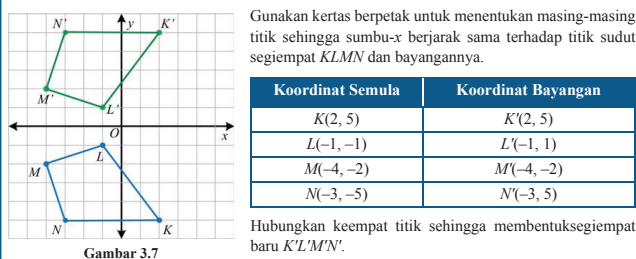 N'
y
K'
M'
L'
O
x
L
M
N
K
Gambar 3.7
Gunakan kertas berpetak untuk menentukan masing-masing
titik sehingga sumbu-x berjarak sama terhadap titik sudut
segiempat KLMN dan bayangannya.
Koordinat Semula Koordinat Bayangan
K(2, 5) K'(2, 5)
L(–1, –1) L'(–1, 1)
M(–4, –2) M'(–4, –2)
N(–3, –5) N'(–3, 5)
Hubungkan keempat titik sehingga membentuksegiempat
baru K'L'M'N'.